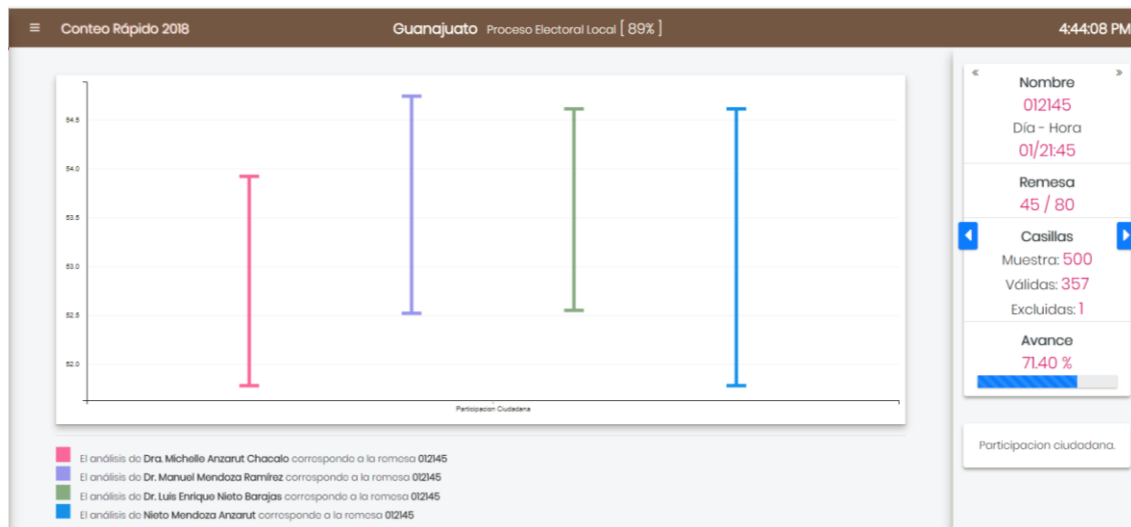 ≡ Conteo Rápido 2018 Guanajuato Proceso Electoral Local [ 89% ] 4:44:08 PM
54.5
54.0
53.5
53.0
52.5
52.0
Participacion Ciudadana
El análisis de Dra. Michelle Anzarut Chacalo corresponde a la remesa 012145
El análisis de Dr. Manuel Mendoza Ramírez corresponde a la remesa 012145
El análisis de Dr. Luis Enrique Nieto Barajas corresponde a la remesa 012145
El análisis de Nieto Mendoza Anzarut corresponde a la remesa 012145
« »
Nombre
012145
Día - Hora
01/21:45
Remesa
45 / 80
Casillas
Muestra: 500
Válidas: 357
Excluidas: 1
Avance
71.40 %
Participacion ciudadana.